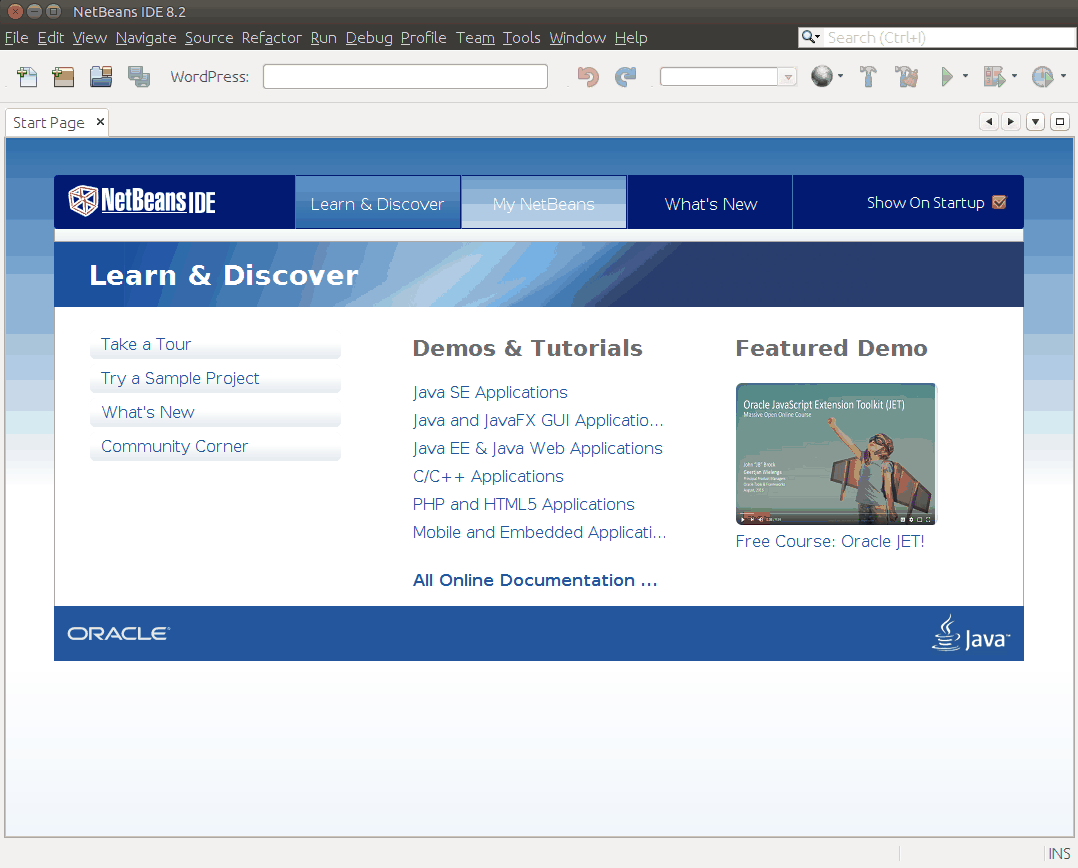 NetBeans IDE 8.2
File Edit View Navigate Source Refactor Run Debug Profile Team Tools Window Help
Search (Ctrl+I)
WordPress:
Start Page
NetBeans IDE
Learn & Discover
My NetBeans
What's New
Show On Startup
Learn & Discover
Take a Tour
Try a Sample Project
What's New
Community Corner
Demos & Tutorials
Java SE Applications
Java and JavaFX GUI Applicatio...
Java EE & Java Web Applications
C/C++ Applications
PHP and HTML5 Applications
Mobile and Embedded Applicati...
All Online Documentation ...
Featured Demo
Oracle JavaScript Extension Toolkit (JET)
Massive Open Online Course
John "JB" Brock
Geertjan Wielenga
Free Course: Oracle JET!
ORACLE
Java™
INS